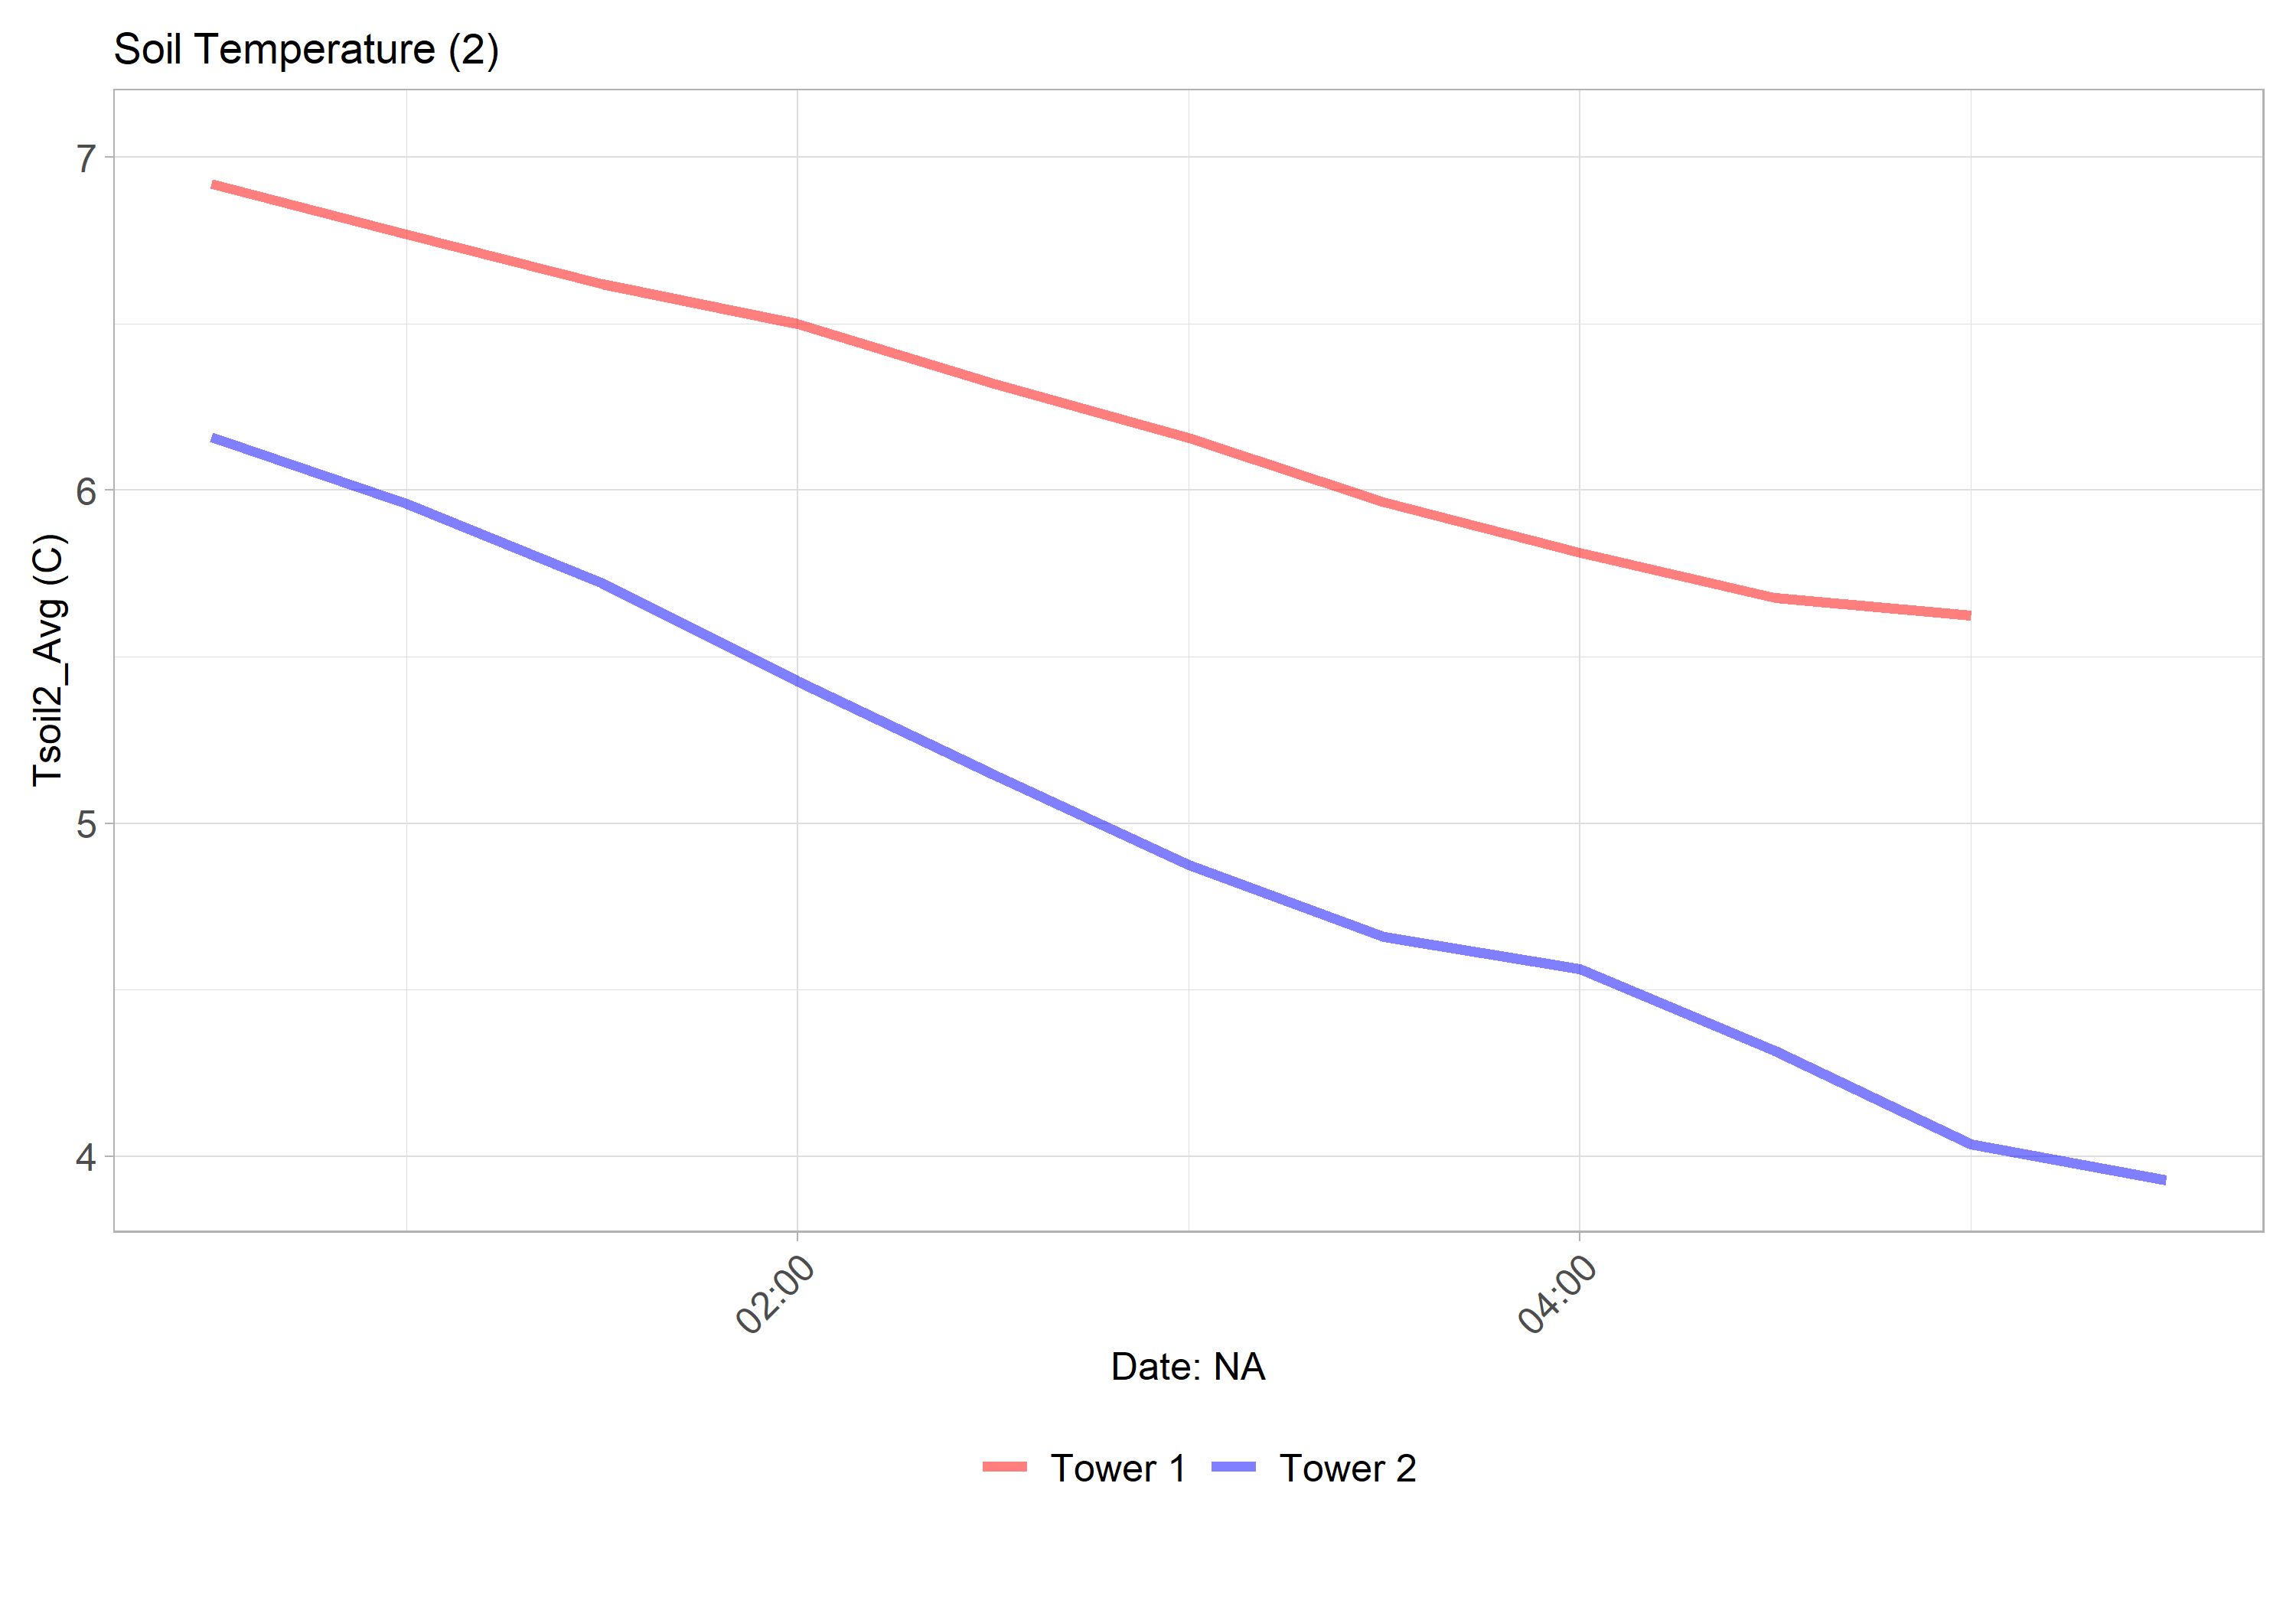 Soil Temperature (2)
Tsoil2_Avg (C)
7
6
5
4
02:00
04:00
Date: NA
Tower 1
Tower 2